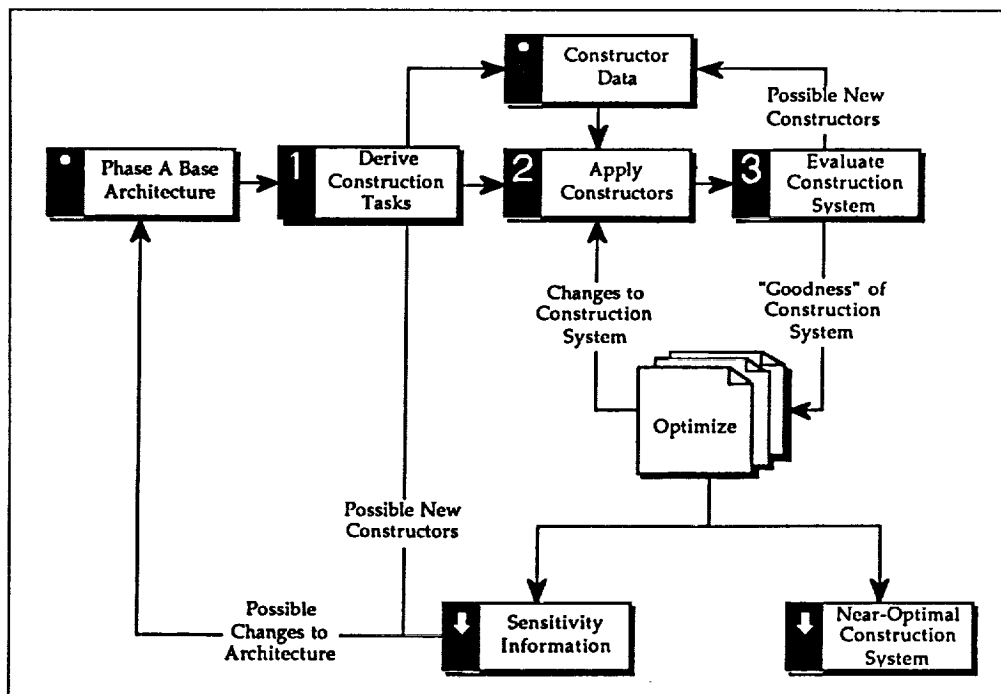 Constructor
Data
Possible New
Constructors
Phase A Base
Architecture
1
Derive
Construction
Tasks
2
Apply
Constructors
3
Evaluate
Construction
System
Changes to
Construction
System
"Goodness" of
Construction
System
Optimize
Possible New
Constructors
Possible
Changes to
Architecture
Sensitivity
Information
Near-Optimal
Construction
System